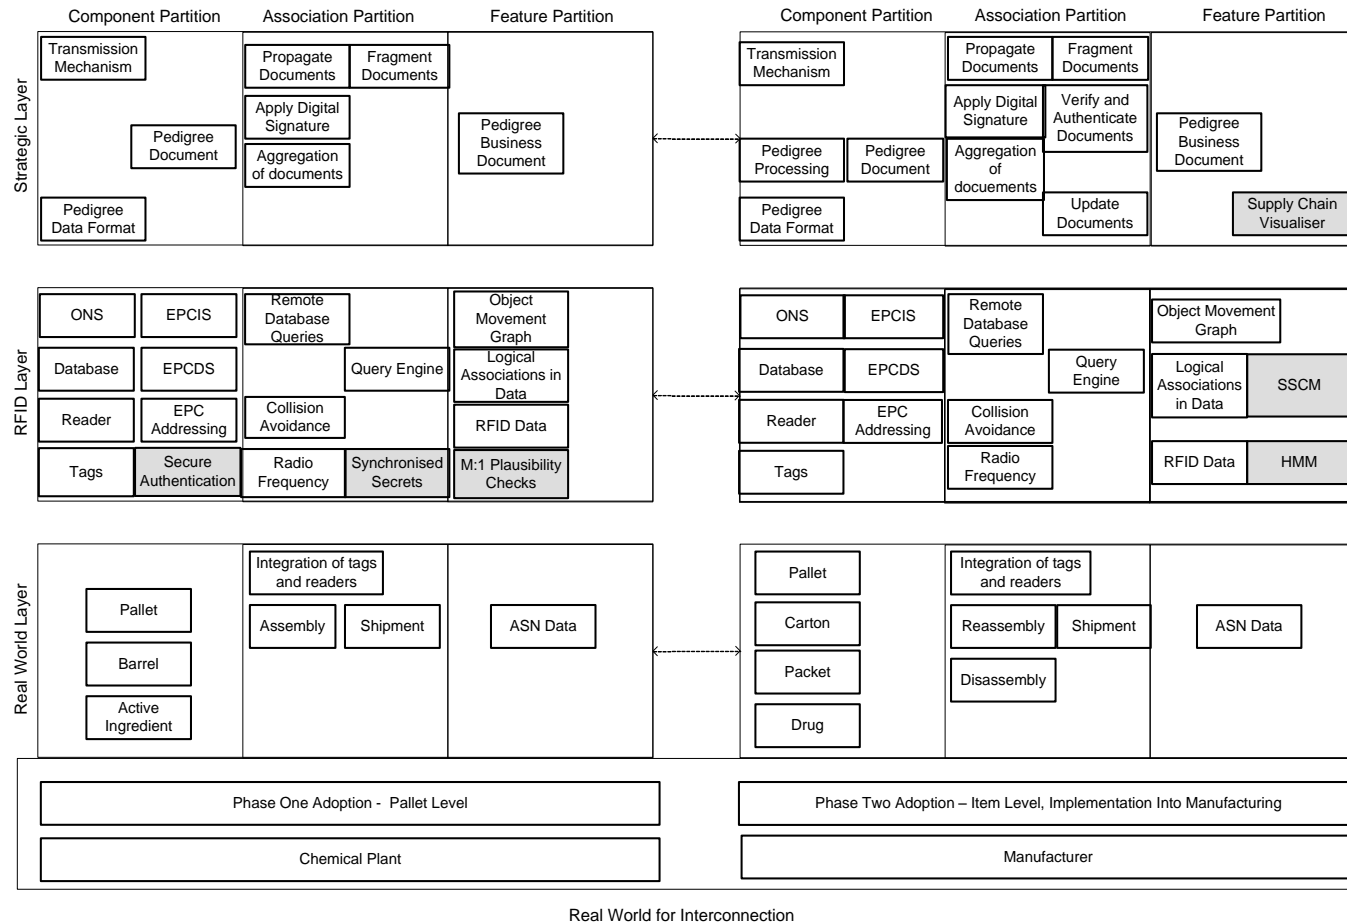 Component Partition
Association Partition
Feature Partition
Component Partition
Association Partition
Feature Partition
Strategic Layer
Transmission
Mechanism
Pedigree
Document
Pedigree
Data Format
Propagate
Documents
Fragment
Documents
Apply Digital
Signature
Aggregation
of documents
Pedigree
Business
Document
Transmission
Mechanism
Pedigree
Processing
Pedigree
Document
Pedigree
Data Format
Propagate
Documents
Fragment
Documents
Apply Digital
Signature
Verify and
Authenticate
Documents
Aggregation
of
docuements
Update
Documents
Pedigree
Business
Document
Supply Chain
Visualiser
RFID Layer
ONS
EPCIS
Database
EPCDS
Reader
EPC
Addressing
Tags
Secure
Authentication
Remote
Database
Queries
Query Engine
Collision
Avoidance
Radio
Frequency
Synchronised
Secrets
Object
Movement
Graph
Logical
Associations in
Data
RFID Data
M:1 Plausibility
Checks
ONS
EPCIS
Database
EPCDS
Reader
EPC
Addressing
Tags
Remote
Database
Queries
Query
Engine
Collision
Avoidance
Radio
Frequency
Object Movement
Graph
Logical
Associations
in Data
SSCM
RFID Data
HMM
Real World Layer
Pallet
Barrel
Active
Ingredient
Integration of tags
and readers
Assembly
Shipment
ASN Data
Pallet
Carton
Packet
Drug
Integration of tags
and readers
Reassembly
Shipment
Disassembly
ASN Data
Phase One Adoption - Pallet Level
Phase Two Adoption – Item Level, Implementation Into Manufacturing
Chemical Plant
Manufacturer
Real World for Interconnection